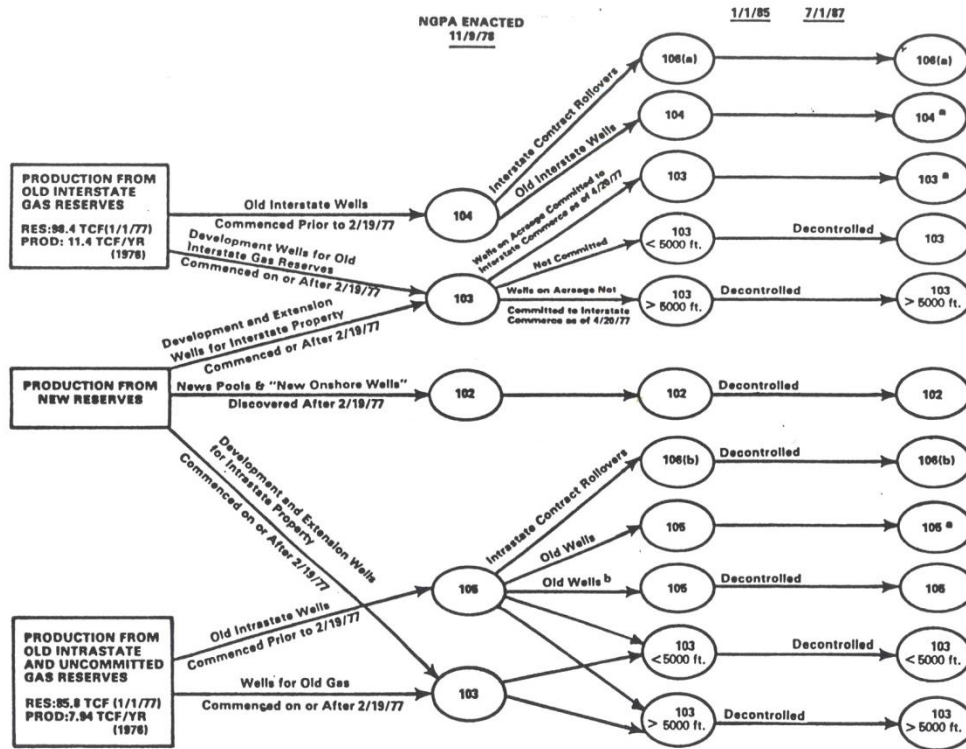 NGPA ENACTED
11/9/78
1/1/85
7/1/87
PRODUCTION FROM
OLD INTERSTATE
GAS RESERVES
RES:98.4 TCF(1/1/77)
PROD: 11.4 TCF/YR
(1976)
Old Interstate Wells
Commenced Prior to 2/19/77
Development Wells for Old
Interstate Gas Reserves
Commenced on or After 2/19/77
104
Interstate Contract Rollovers
Old Interstate Wells
106(a)
106(a)
104
104 a
103
Wells on Acreage Committed to
Interstate Commerce as of 4/20/77
103
103 a
Not Committed
103
< 5000 ft.
Decontrolled
103
Wells on Acreage Not
Committed to Interstate
Commerce as of 4/20/77
103
> 5000 ft.
Decontrolled
103
> 5000 ft.
PRODUCTION FROM
NEW RESERVES
Development and Extension
Wells for Interstate Property
Commenced or After 2/19/77
News Pools & "New Onshore Wells"
Discovered After 2/19/77
102
102
Decontrolled
102
Development and Extension Wells
for Intrastate Property
Commenced on or After 2/19/77
PRODUCTION FROM
OLD INTRASTATE
AND UNCOMMITTED
GAS RESERVES
RES:85.8 TCF (1/1/77)
PROD:7.94 TCF/YR
(1976)
Old Intrastate Wells
Commenced Prior to 2/19/77
105
Intrastate Contract Rollovers
106(b)
Decontrolled
106(b)
Old Wells
105
105 a
Old Wells b
105
Decontrolled
105
Wells for Old Gas
Commenced on or After 2/19/77
103
103
<5000 ft.
Decontrolled
103
< 5000 ft.
103
> 5000 ft.
Decontrolled
103
> 5000 ft.